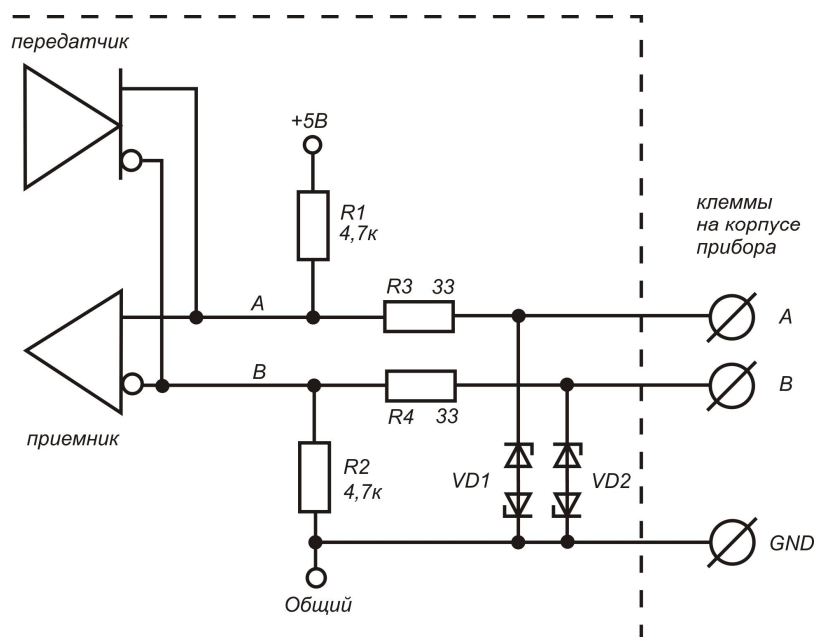 передатчик
+5В
R1
4,7к
клеммы
на корпусе
прибора
A
R3 33
A
B
B
R4 33
приемник
R2
4,7к
VD1
VD2
GND
Общий